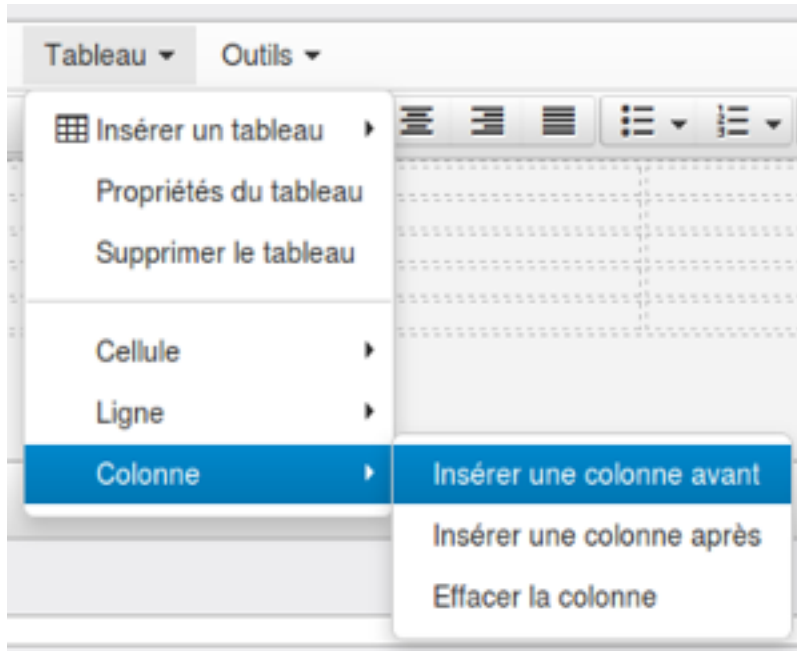 Tableau Outils
Insérer un tableau
Propriétés du tableau
Supprimer le tableau
Cellule
Ligne
Colonne
Insérer une colonne avant
Insérer une colonne après
Effacer la colonne